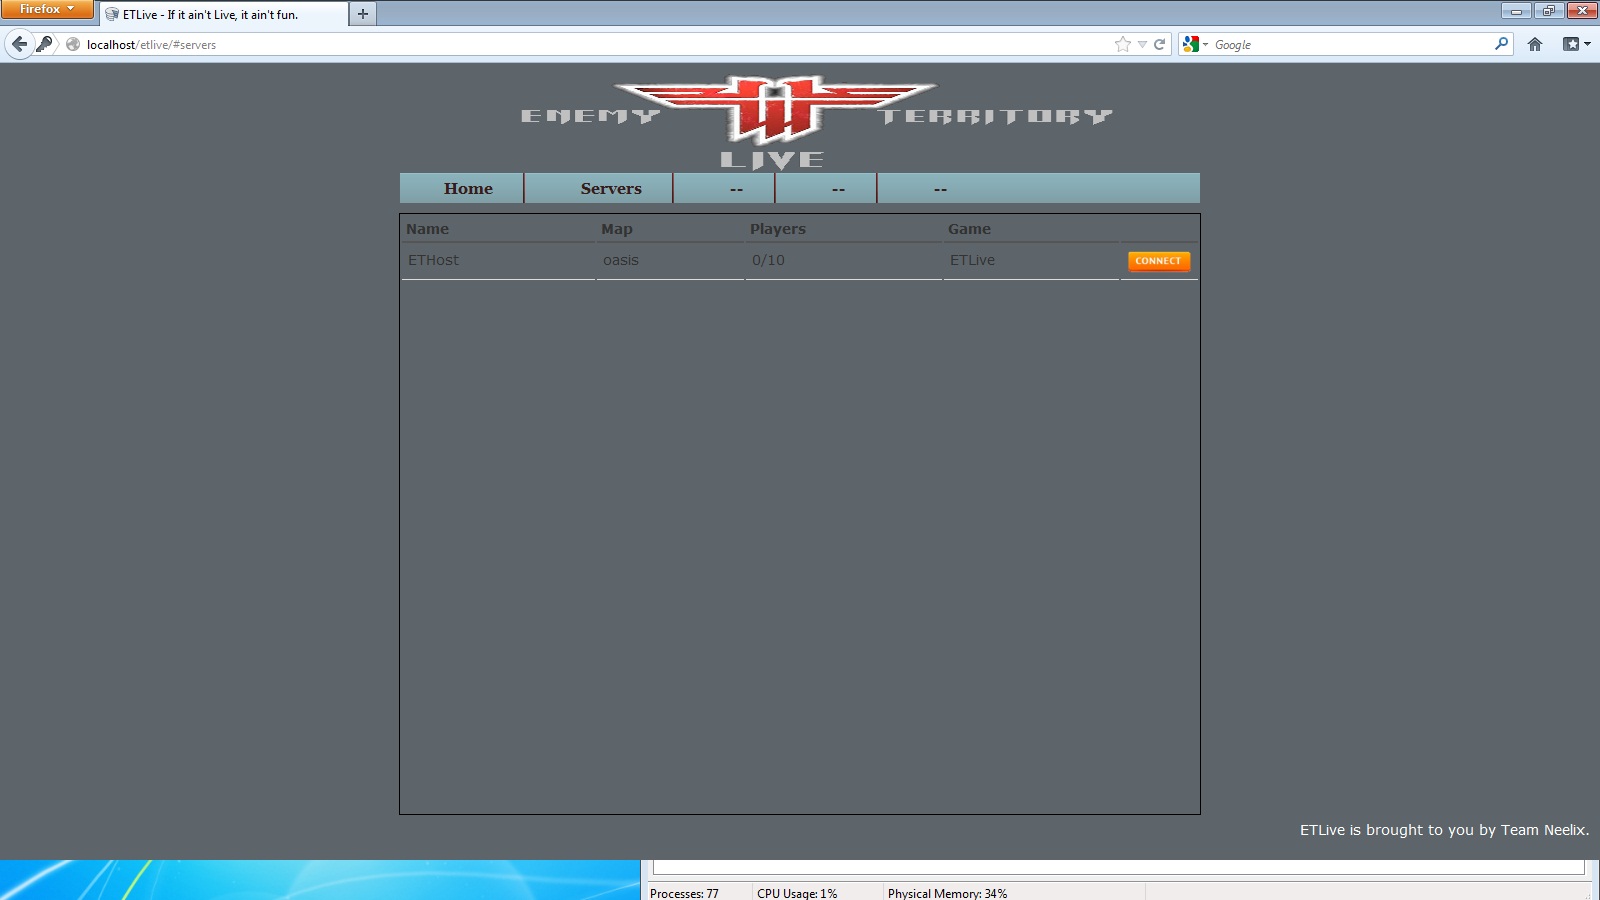 Firefox
ETLive - If it ain't Live, it ain't fun.
localhost/etlive/#servers
Google
ENEMY TERRITORY
LIVE
Home Servers -- -- --
Name Map Players Game
ETHost oasis 0/10 ETLive CONNECT
ETLive is brought to you by Team Neelix.
Processes: 77 CPU Usage: 1% Physical Memory: 34%